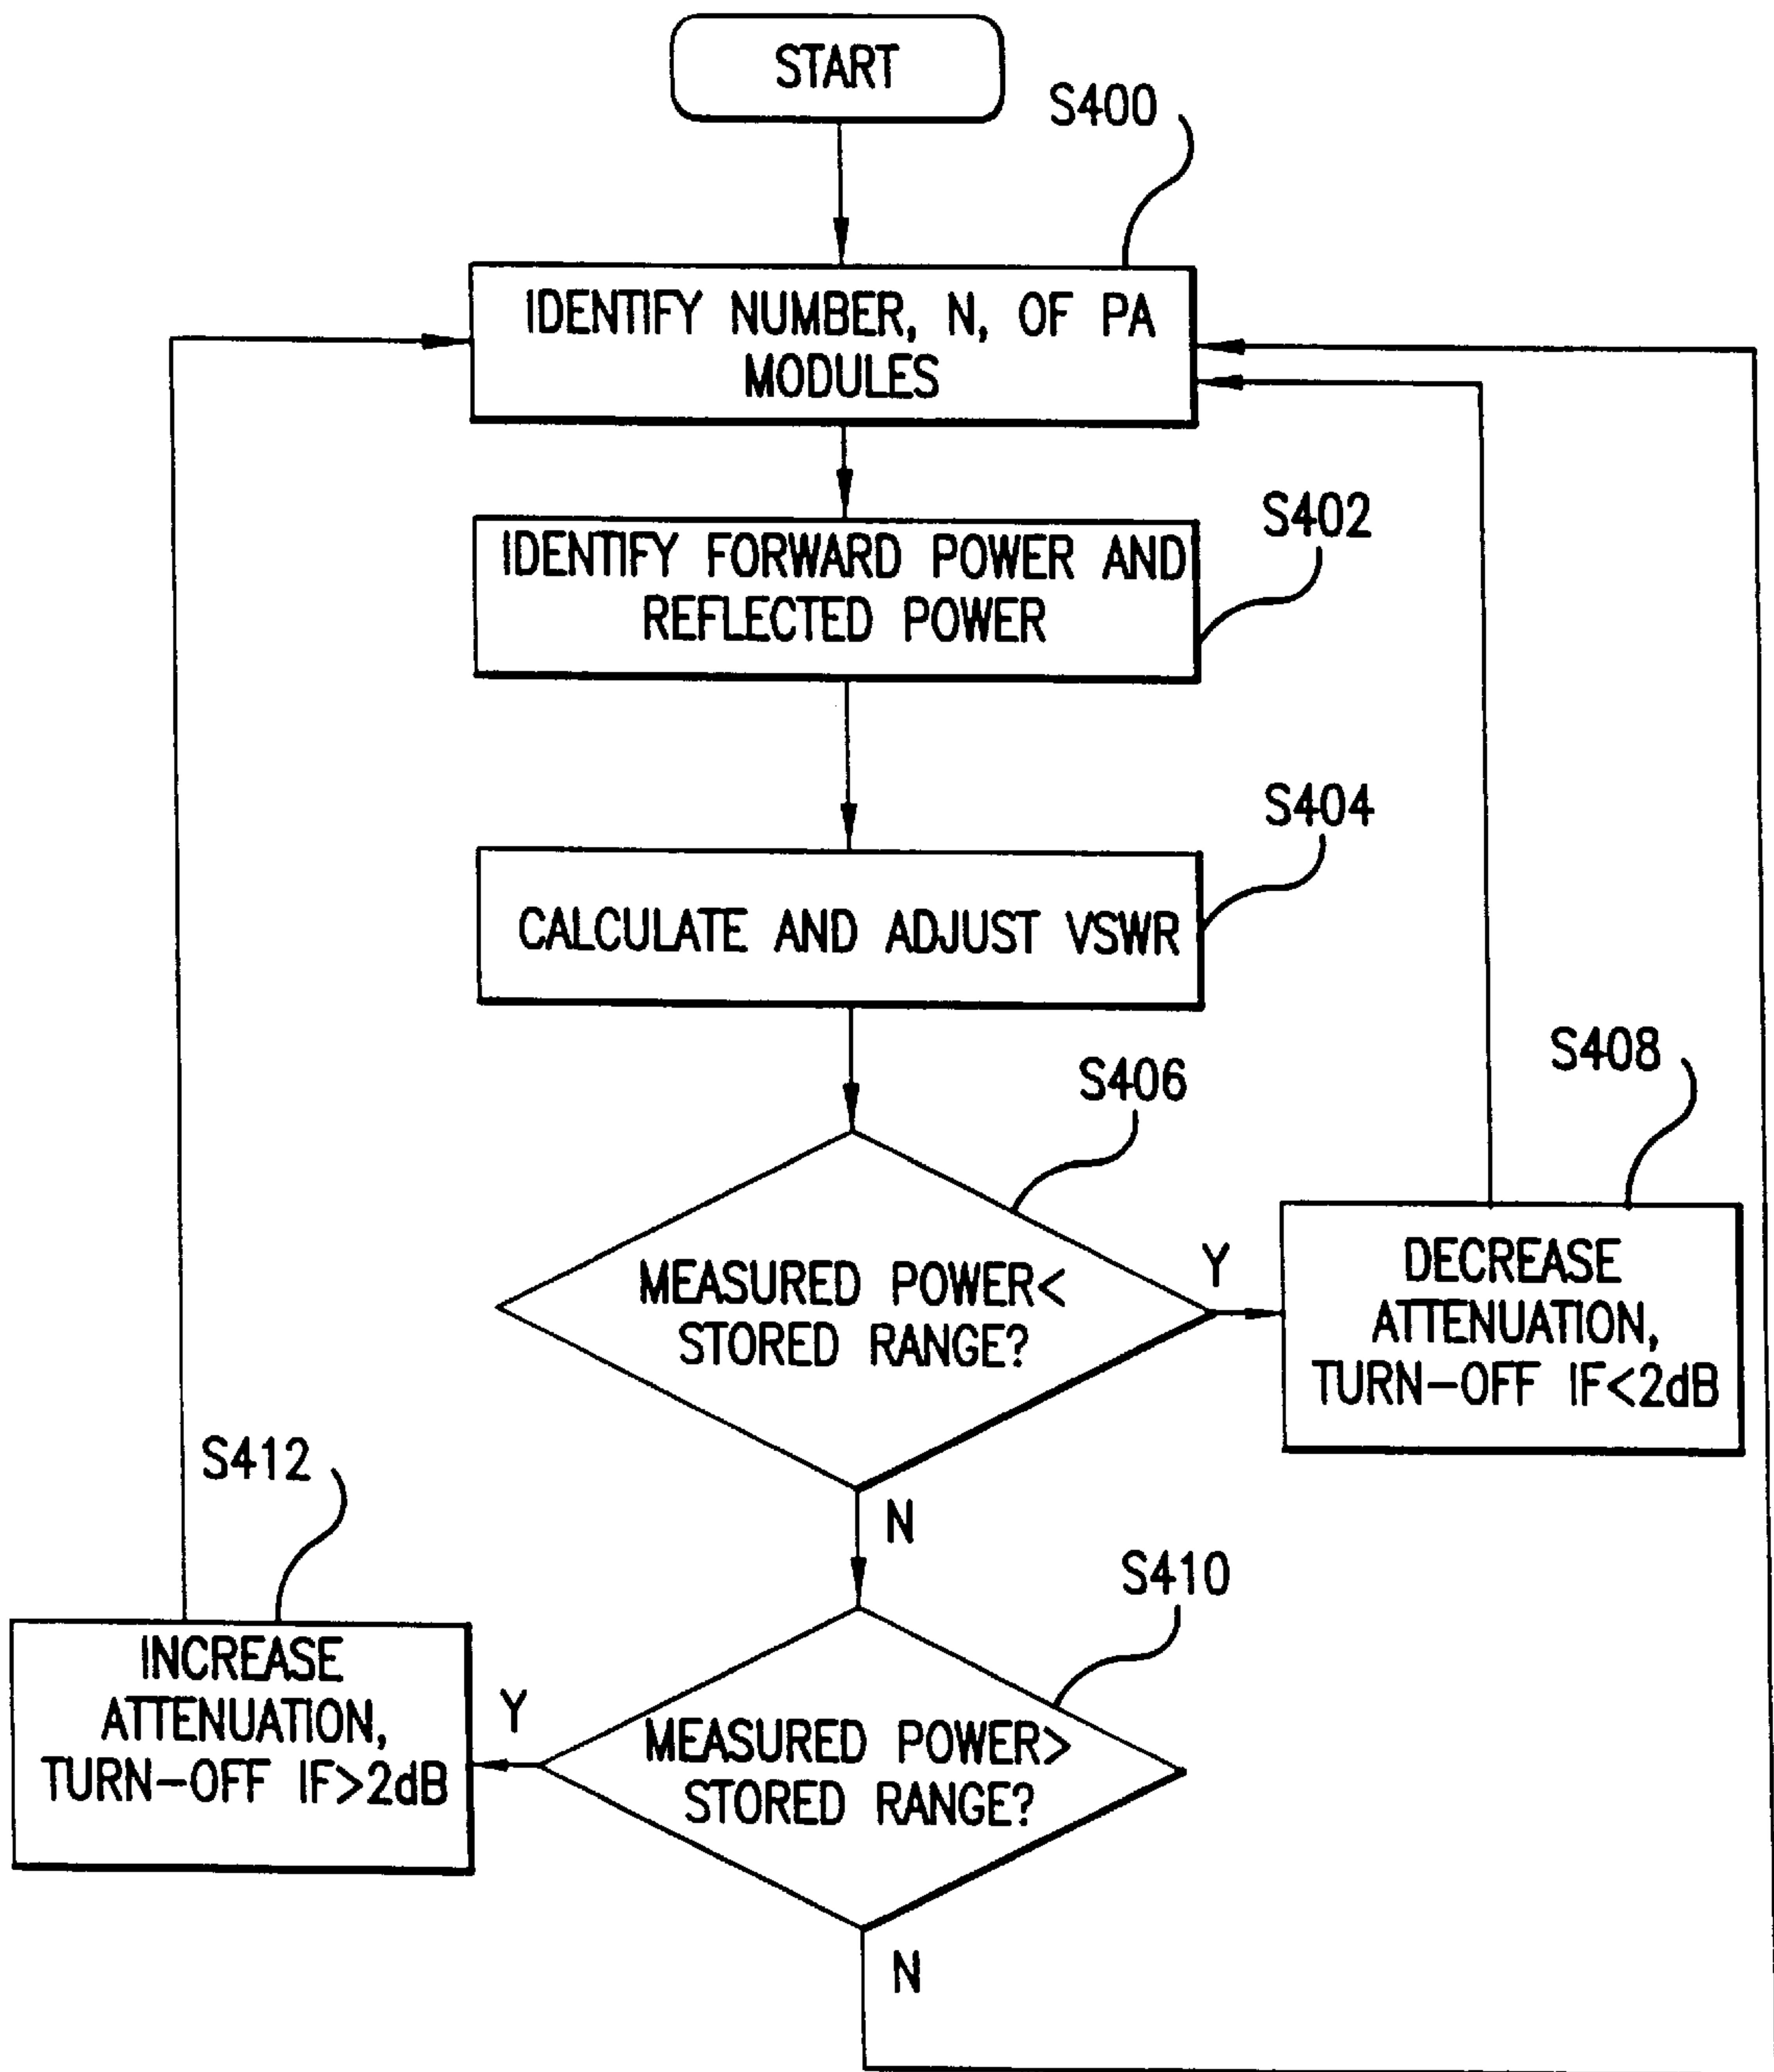 START
S400
IDENTIFY NUMBER, N, OF PA
MODULES
S402
IDENTIFY FORWARD POWER AND
REFLECTED POWER
S404
CALCULATE AND ADJUST VSWR
S406
MEASURED POWER<
STORED RANGE?
Y
S408
DECREASE
ATTENUATION,
TURN-OFF IF<2dB
N
S410
MEASURED POWER>
STORED RANGE?
Y
S412
INCREASE
ATTENUATION,
TURN-OFF IF>2dB
N